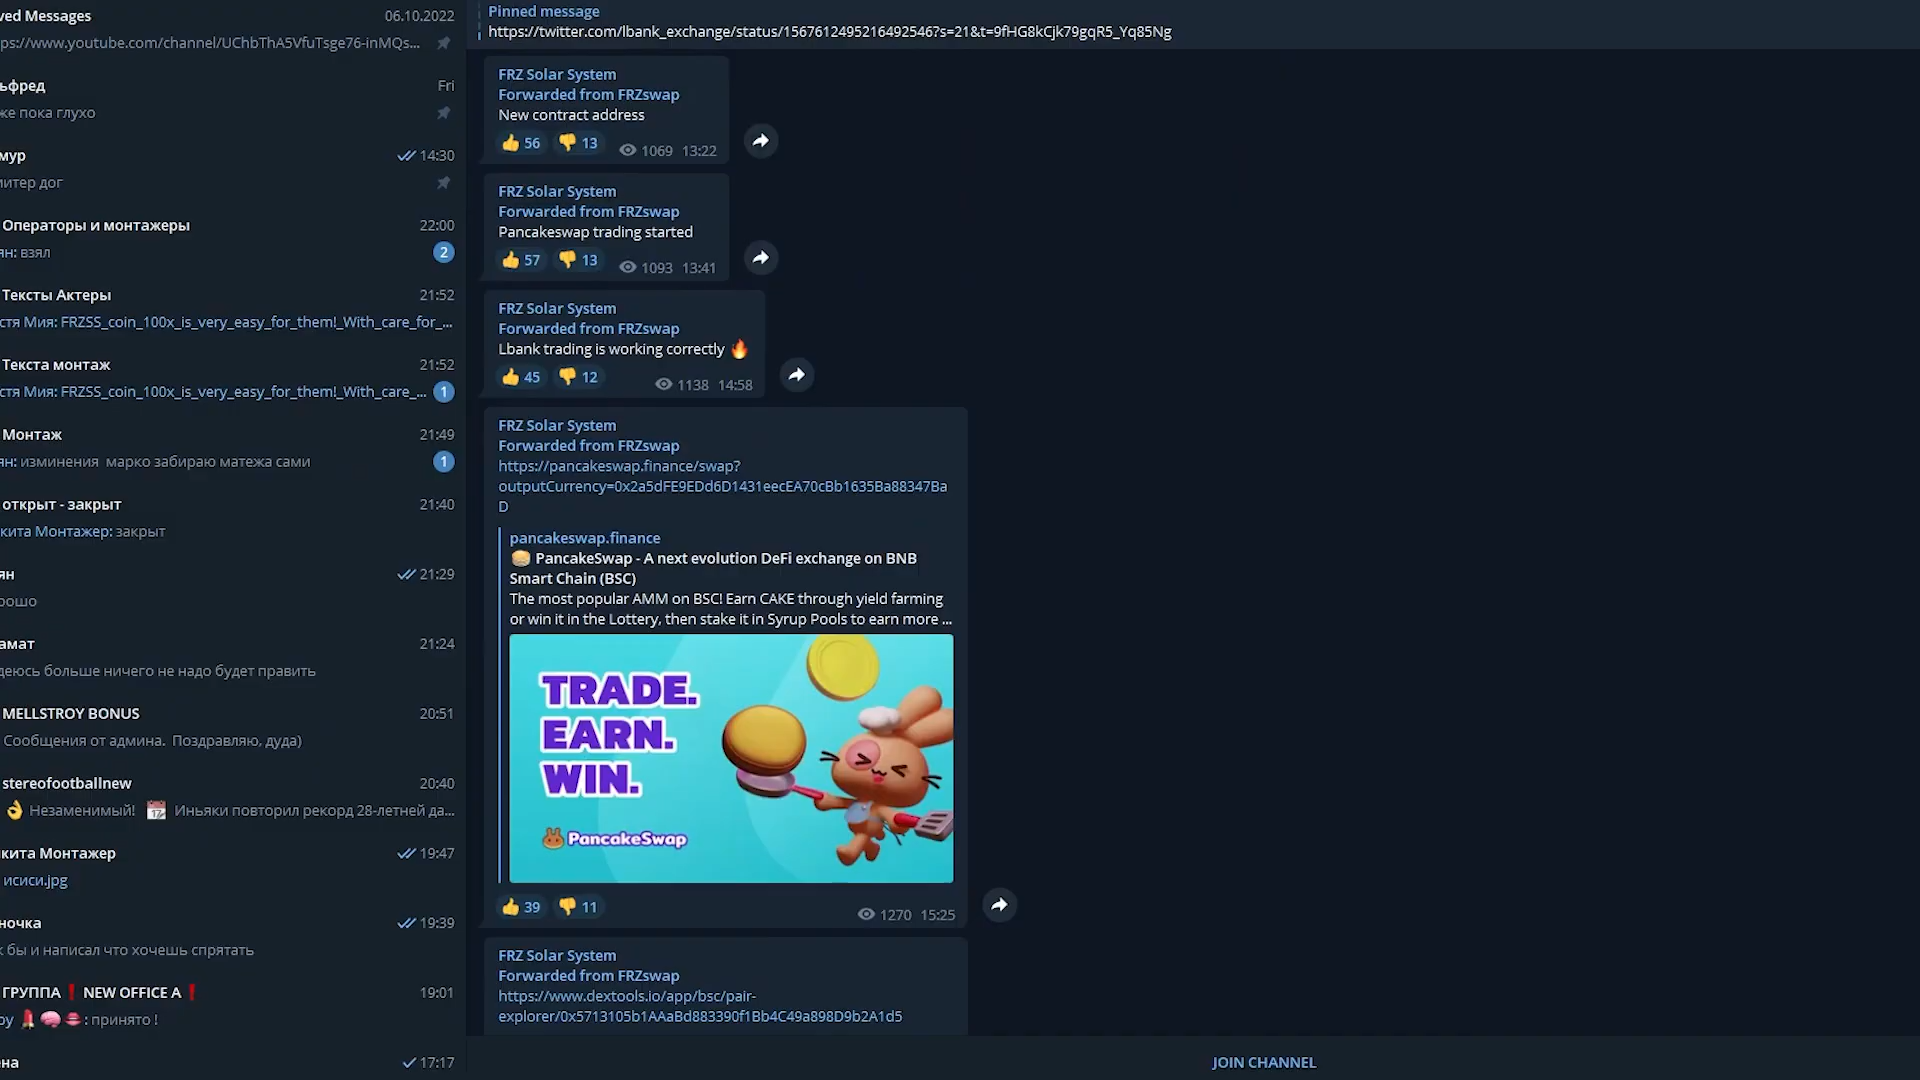 ved Messages
06.10.2022
ps://www.youtube.com/channel/UChbThA5VfuTsge76-inMQs...
ьфред
Fri
же пока глухо
мур
14:30
митер дог
Операторы и монтажеры
22:00
ян: взял
2
Тексты Актеры
21:52
стя Мия: FRZSS_coin_100x_is_very_easy_for_them!_With_care_for_...
Текста монтаж
21:52
стя Мия: FRZSS_coin_100x_is_very_easy_for_them!_With_care_...
1
Монтаж
21:49
ян: изминения марко забираю матежа сами
1
открыт - закрыт
21:40
кита Монтажер: закрыт
ян
21:29
рошо
амат
21:24
деюсь больше ничего не надо будет править
MELLSTROY BONUS
20:51
Сообщения от админа. Поздравляю, дуда)
stereofootballnew
20:40
👌 Незаменимый! 📅 Иньяки повторил рекорд 28-летней да...
кита Монтажер
19:47
исиси.jpg
ночка
19:39
к бы и написал что хочешь спрятать
ГРУППА❗NEW OFFICE A❗
19:01
ру 💄🧠👄: принято !
на
17:17
Pinned message
https://twitter.com/lbank_exchange/status/1567612495216492546?s=21&t=9fHG8kCjk79gqR5_Yq85Ng
FRZ Solar System
Forwarded from FRZswap
New contract address
👍 56 👎 13 1069 13:22
FRZ Solar System
Forwarded from FRZswap
Pancakeswap trading started
👍 57 👎 13 1093 13:41
FRZ Solar System
Forwarded from FRZswap
Lbank trading is working correctly 🔥
👍 45 👎 12 1138 14:58
FRZ Solar System
Forwarded from FRZswap
https://pancakeswap.finance/swap?
outputCurrency=0x2a5dFE9EDd6D1431eecEA70cBb1635Ba88347Ba
D
pancakeswap.finance
🥞 PancakeSwap - A next evolution DeFi exchange on BNB
Smart Chain (BSC)
The most popular AMM on BSC! Earn CAKE through yield farming
or win it in the Lottery, then stake it in Syrup Pools to earn more ...
TRADE.
EARN.
WIN.
PancakeSwap
👍 39 👎 11 1270 15:25
FRZ Solar System
Forwarded from FRZswap
https://www.dextools.io/app/bsc/pair-
explorer/0x5713105b1AAaBd883390f1Bb4C49a898D9b2A1d5
JOIN CHANNEL